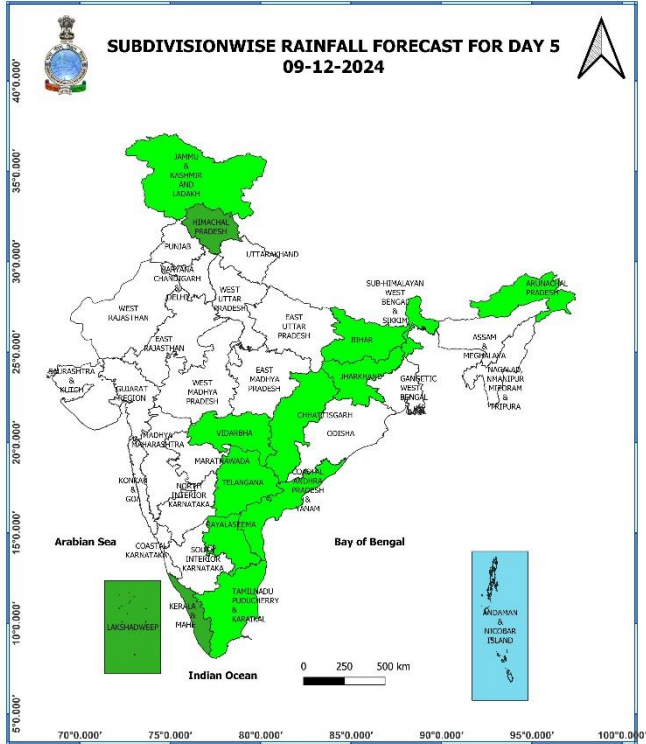 SUBDIVISIONWISE RAINFALL FORECAST FOR DAY 5
09-12-2024
40°0.000'
35°0.000'
30°0.000'
25°0.000'
20°0.000'
15°0.000'
10°0.000'
5°0.000'
JAMMU
&
KASHMIR
AND
LADAKH
HIMACHAL
PRADESH
PUNJAB
UTTARAKHAND
HARYANA
CHANDIGARH
&
DELHI
WEST
UTTAR
PRADESH
SUB-HIMALAYAN
WEST
BENGAL
&
SIKKIM
ARUNACHAL
PRADESH
WEST
RAJASTHAN
EAST
UTTAR
PRADESH
EAST
RAJASTHAN
BIHAR
ASSAM
&
MEGHALAYA
SAURASHTRA
&
KUTCH
GUJARAT
REGION
WEST
MADHYA
PRADESH
EAST
MADHYA
PRADESH
JHARKHAND
GANGETIC
WEST
BENGAL
NAGALAD,
NMANIPUR
MIZORAM
&
TRIPURA
CHHATTISGARH
ODISHA
MADHYA
MAHARASHTRA
VIDARBHA
MARATHWADA
KONKAN
&
GOA
NORTH
INTERIOR
KARNATAKA
TELANGANA
COASTAL
ANDHRA
PRADESH
&
YANAM
RAYALASEEMA
Arabian Sea
COASTAL
KARNATAKA
SOUTH
INTERIOR
KARNATAKA
Bay of Bengal
TAMILNADU
PUDUCHERRY
&
KARAIKAL
KERALA
&
MAHE
LAKSHADWEEP
ANDAMAN
&
NICOBAR
ISLAND
Indian Ocean
0 250 500 km
70°0.000' 75°0.000' 80°0.000' 85°0.000' 90°0.000' 95°0.000' 100°0.000'